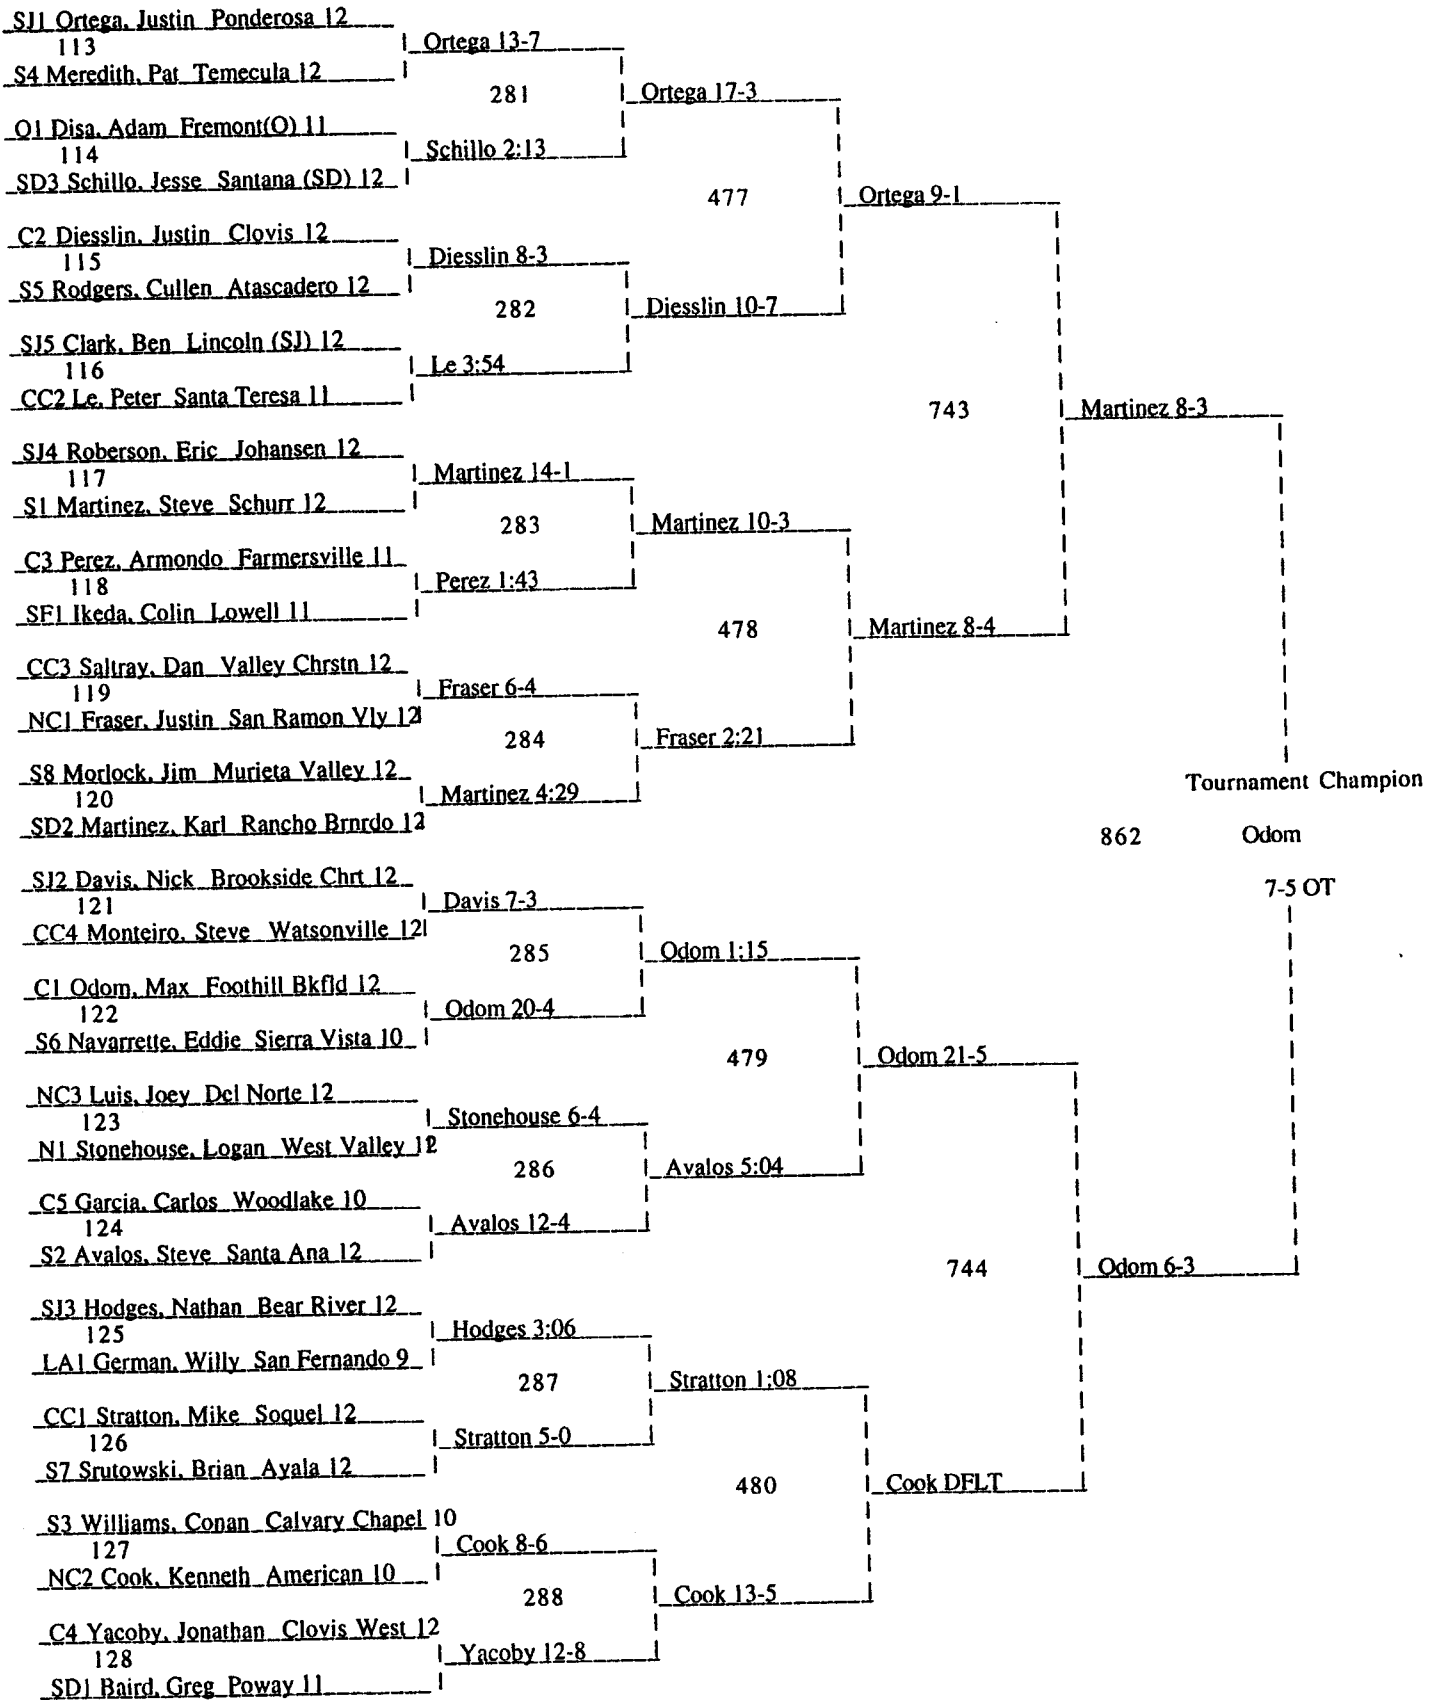 SJ1 Ortega, Justin Ponderosa 12
113
Ortega 13-7
S4 Meredith, Pat Temecula 12
281
Ortega 17-3
O1 Disa, Adam Fremont(O) 11
114
Schillo 2:13
SD3 Schillo, Jesse Santana (SD) 12
477
Ortega 9-1
C2 Diesslin, Justin Clovis 12
115
Diesslin 8-3
S5 Rodgers, Cullen Atascadero 12
282
Diesslin 10-7
SJ5 Clark, Ben Lincoln (SJ) 12
116
Le 3:54
CC2 Le, Peter Santa Teresa 11
743
Martinez 8-3
SJ4 Roberson, Eric Johansen 12
117
Martinez 14-1
S1 Martinez, Steve Schurr 12
283
Martinez 10-3
C3 Perez, Armondo Farmersville 11
118
Perez 1:43
SF1 Ikeda, Colin Lowell 11
478
Martinez 8-4
CC3 Saltray, Dan Valley Chrstn 12
119
Fraser 6-4
NC1 Fraser, Justin San Ramon Vly 12
284
Fraser 2:21
S8 Morlock, Jim Murieta Valley 12
120
Martinez 4:29
SD2 Martinez, Karl Rancho Brnrdo 12
Tournament Champion
862
Odom
7-5 OT
SJ2 Davis, Nick Brookside Chrt 12
121
Davis 7-3
CC4 Monteiro, Steve Watsonville 12
285
Odom 1:15
C1 Odom, Max Foothill Bkfld 12
122
Odom 20-4
S6 Navarrette, Eddie Sierra Vista 10
479
Odom 21-5
NC3 Luis, Joey Del Norte 12
123
Stonehouse 6-4
N1 Stonehouse, Logan West Valley 12
286
Avalos 5:04
C5 Garcia, Carlos Woodlake 10
124
Avalos 12-4
S2 Avalos, Steve Santa Ana 12
744
Odom 6-3
SJ3 Hodges, Nathan Bear River 12
125
Hodges 3:06
LA1 German, Willy San Fernando 9
287
Stratton 1:08
CC1 Stratton, Mike Soquel 12
126
Stratton 5-0
S7 Srutowski, Brian Ayala 12
480
Cook DFLT
S3 Williams, Conan Calvary Chapel 10
127
Cook 8-6
NC2 Cook, Kenneth American 10
288
Cook 13-5
C4 Yacoby, Jonathan Clovis West 12
128
Yacoby 12-8
SD1 Baird, Greg Poway 11